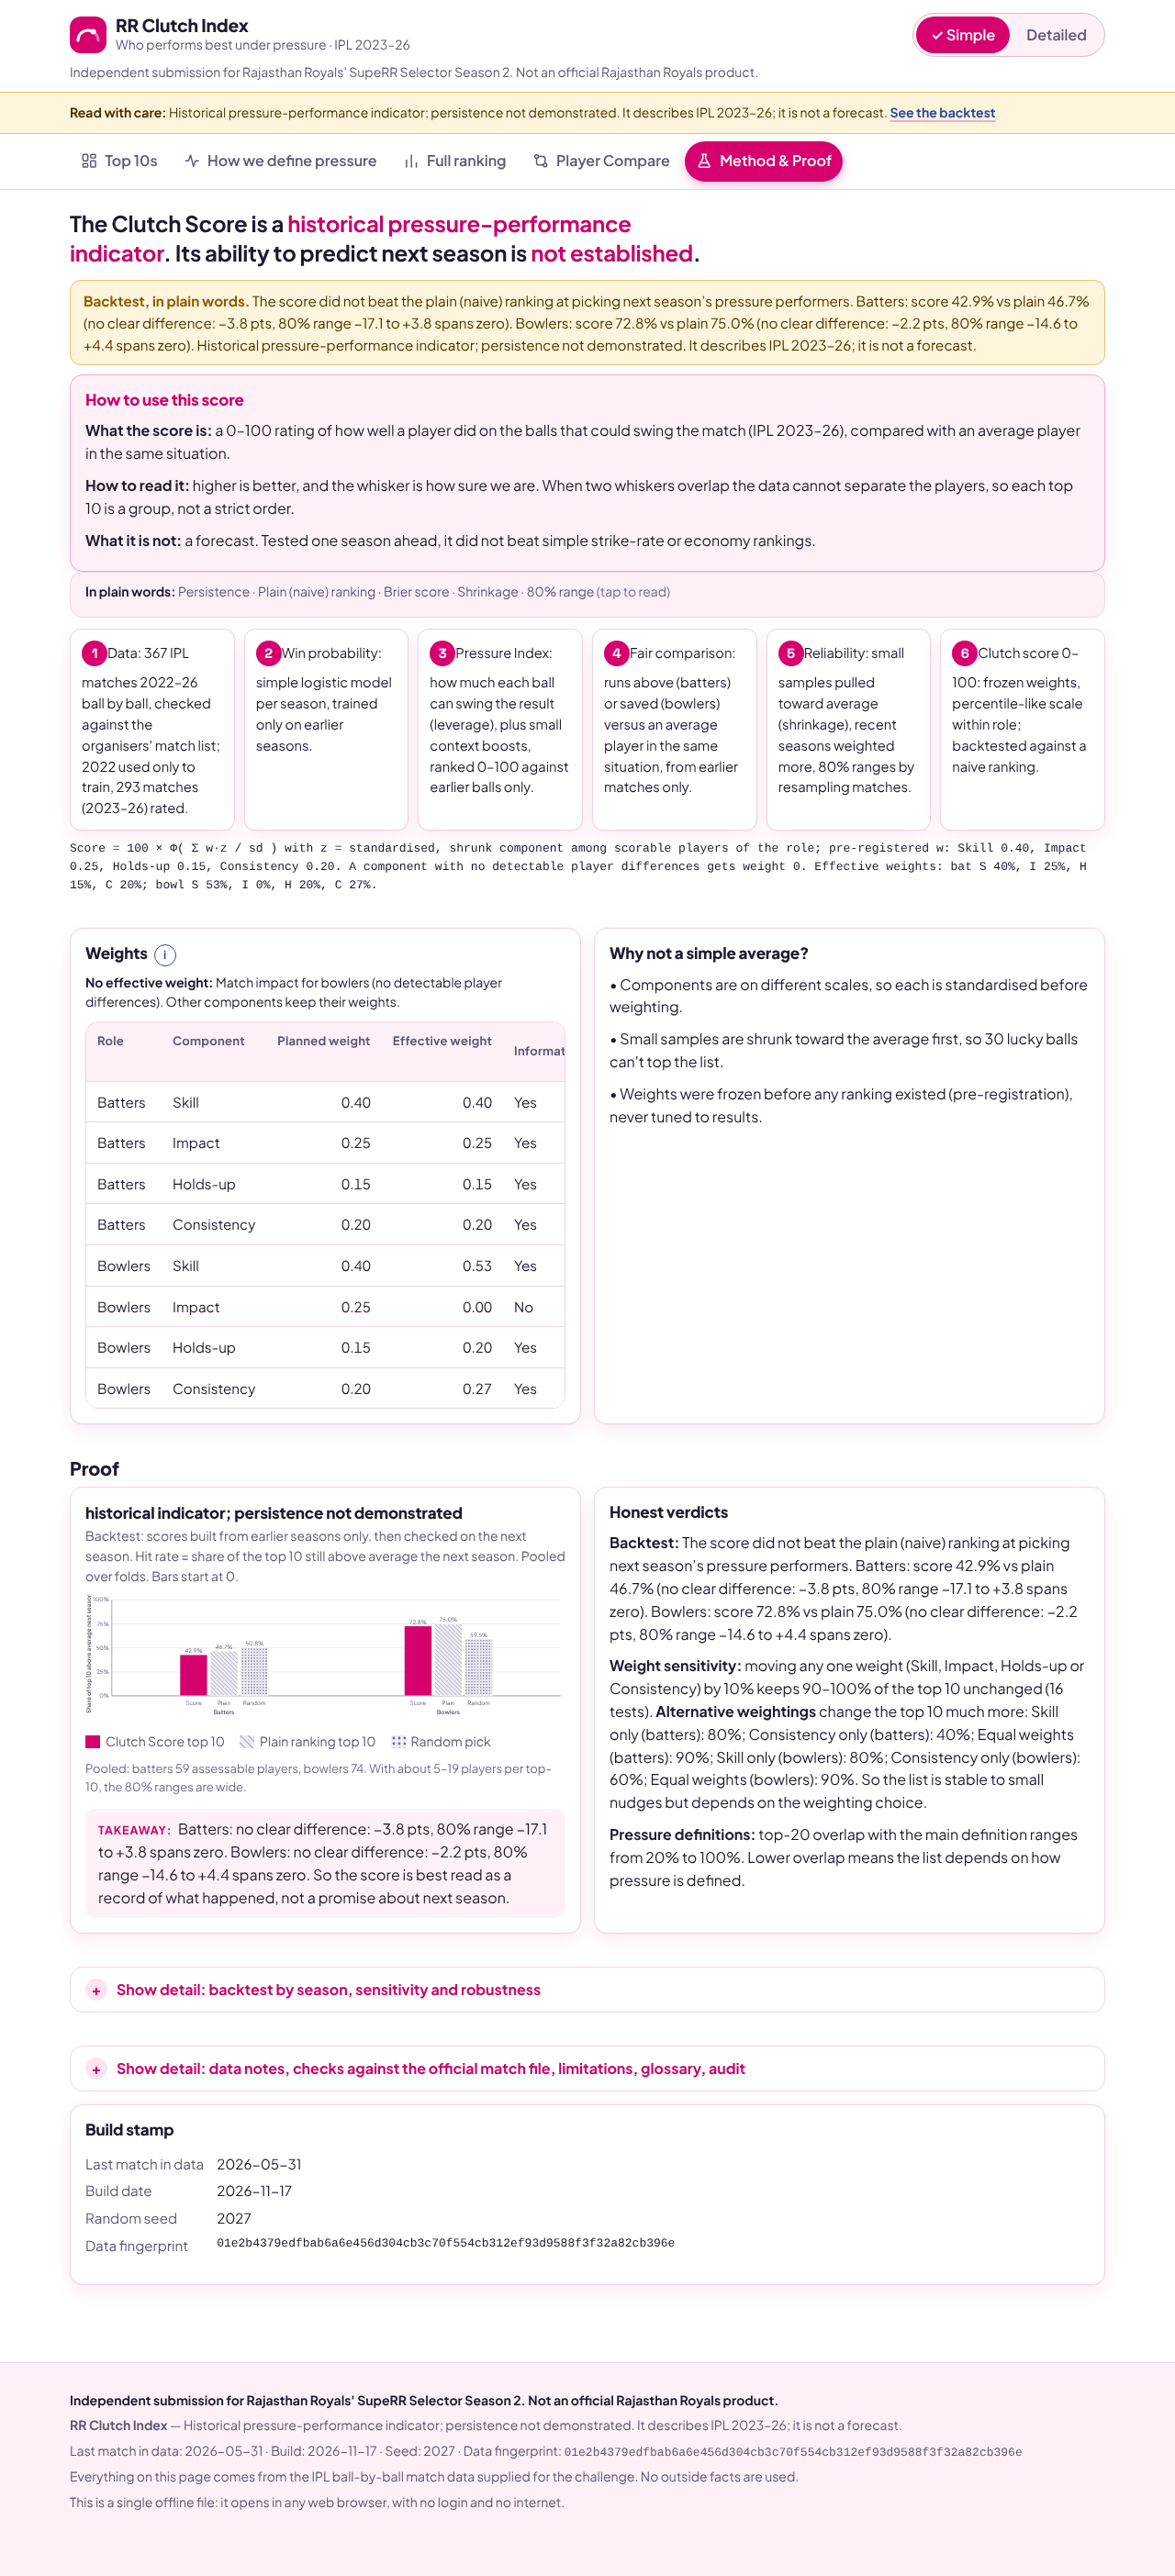 RR Clutch Index
Who performs best under pressure · IPL 2023–26
✓ Simple
Detailed
Independent submission for Rajasthan Royals' SupeRR Selector Season 2. Not an official Rajasthan Royals product.
Read with care: Historical pressure-performance indicator; persistence not demonstrated. It describes IPL 2023–26; it is not a forecast. See the backtest
Top 10s
How we define pressure
Full ranking
Player Compare
Method & Proof
The Clutch Score is a historical pressure-performance
indicator. Its ability to predict next season is not established.
Backtest, in plain words. The score did not beat the plain (naive) ranking at picking next season's pressure performers. Batters: score 42.9% vs plain 46.7%
(no clear difference: −3.8 pts, 80% range −17.1 to +3.8 spans zero). Bowlers: score 72.8% vs plain 75.0% (no clear difference: −2.2 pts, 80% range −14.6 to
+4.4 spans zero). Historical pressure-performance indicator; persistence not demonstrated. It describes IPL 2023–26; it is not a forecast.
How to use this score
What the score is: a 0–100 rating of how well a player did on the balls that could swing the match (IPL 2023–26), compared with an average player
in the same situation.
How to read it: higher is better, and the whisker is how sure we are. When two whiskers overlap the data cannot separate the players, so each top
10 is a group, not a strict order.
What it is not: a forecast. Tested one season ahead, it did not beat simple strike-rate or economy rankings.
In plain words: Persistence · Plain (naive) ranking · Brier score · Shrinkage · 80% range (tap to read)
1 Data: 367 IPL
matches 2022–26
ball by ball, checked
against the
organisers' match list;
2022 used only to
train, 293 matches
(2023–26) rated.
2 Win probability:
simple logistic model
per season, trained
only on earlier
seasons.
3 Pressure Index:
how much each ball
can swing the result
(leverage), plus small
context boosts,
ranked 0–100 against
earlier balls only.
4 Fair comparison:
runs above (batters)
or saved (bowlers)
versus an average
player in the same
situation, from earlier
matches only.
5 Reliability: small
samples pulled
toward average
(shrinkage), recent
seasons weighted
more, 80% ranges by
resampling matches.
6 Clutch score 0–
100: frozen weights,
percentile-like scale
within role;
backtested against a
naive ranking.
Score = 100 × Φ( Σ w·z / sd ) with z = standardised, shrunk component among scorable players of the role; pre-registered w: Skill 0.40, Impact
0.25, Holds-up 0.15, Consistency 0.20. A component with no detectable player differences gets weight 0. Effective weights: bat S 40%, I 25%, H
15%, C 20%; bowl S 53%, I 0%, H 20%, C 27%.
Weights i
No effective weight: Match impact for bowlers (no detectable player
differences). Other components keep their weights.
Role Component Planned weight Effective weight Informat
Batters Skill 0.40 0.40 Yes
Batters Impact 0.25 0.25 Yes
Batters Holds-up 0.15 0.15 Yes
Batters Consistency 0.20 0.20 Yes
Bowlers Skill 0.40 0.53 Yes
Bowlers Impact 0.25 0.00 No
Bowlers Holds-up 0.15 0.20 Yes
Bowlers Consistency 0.20 0.27 Yes
Why not a simple average?
• Components are on different scales, so each is standardised before
weighting.
• Small samples are shrunk toward the average first, so 30 lucky balls
can't top the list.
• Weights were frozen before any ranking existed (pre-registration),
never tuned to results.
Proof
historical indicator; persistence not demonstrated
Backtest: scores built from earlier seasons only, then checked on the next
season. Hit rate = share of the top 10 still above average the next season. Pooled
over folds. Bars start at 0.
Share of top 10 above average next season
100%
75%
50%
25%
0%
42.9% 46.7% 50.8%
72.8% 75.0% 59.5%
Score Plain Random
Score Plain Random
Batters
Bowlers
Clutch Score top 10
Plain ranking top 10
Random pick
Pooled: batters 59 assessable players, bowlers 74. With about 5–19 players per top-
10, the 80% ranges are wide.
TAKEAWAY: Batters: no clear difference: −3.8 pts, 80% range −17.1
to +3.8 spans zero. Bowlers: no clear difference: −2.2 pts, 80%
range −14.6 to +4.4 spans zero. So the score is best read as a
record of what happened, not a promise about next season.
Honest verdicts
Backtest: The score did not beat the plain (naive) ranking at picking
next season's pressure performers. Batters: score 42.9% vs plain
46.7% (no clear difference: −3.8 pts, 80% range −17.1 to +3.8 spans
zero). Bowlers: score 72.8% vs plain 75.0% (no clear difference: −2.2
pts, 80% range −14.6 to +4.4 spans zero).
Weight sensitivity: moving any one weight (Skill, Impact, Holds-up or
Consistency) by 10% keeps 90–100% of the top 10 unchanged (16
tests). Alternative weightings change the top 10 much more: Skill
only (batters): 80%; Consistency only (batters): 40%; Equal weights
(batters): 90%; Skill only (bowlers): 80%; Consistency only (bowlers):
60%; Equal weights (bowlers): 90%. So the list is stable to small
nudges but depends on the weighting choice.
Pressure definitions: top-20 overlap with the main definition ranges
from 20% to 100%. Lower overlap means the list depends on how
pressure is defined.
+ Show detail: backtest by season, sensitivity and robustness
+ Show detail: data notes, checks against the official match file, limitations, glossary, audit
Build stamp
Last match in data 2026-05-31
Build date 2026-11-17
Random seed 2027
Data fingerprint 01e2b4379edfbab6a6e456d304cb3c70f554cb312ef93d9588f3f32a82cb396e
Independent submission for Rajasthan Royals' SupeRR Selector Season 2. Not an official Rajasthan Royals product.
RR Clutch Index — Historical pressure-performance indicator; persistence not demonstrated. It describes IPL 2023–26; it is not a forecast.
Last match in data: 2026-05-31 · Build: 2026-11-17 · Seed: 2027 · Data fingerprint: 01e2b4379edfbab6a6e456d304cb3c70f554cb312ef93d9588f3f32a82cb396e
Everything on this page comes from the IPL ball-by-ball match data supplied for the challenge. No outside facts are used.
This is a single offline file: it opens in any web browser, with no login and no internet.